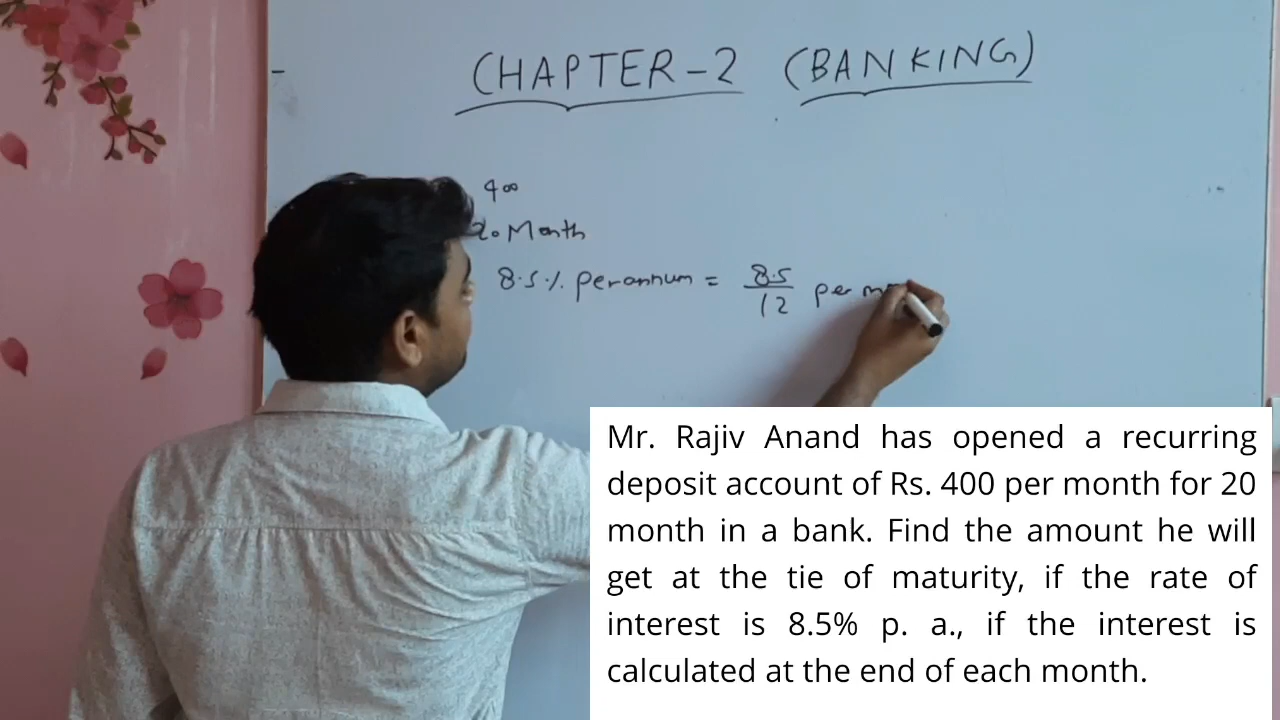 CHAPTER-2 (BANKING)
400
20 Month
8.5% per annum = 8.5/12 per
Mr. Rajiv Anand has opened a recurring
deposit account of Rs. 400 per month for 20
month in a bank. Find the amount he will
get at the tie of maturity, if the rate of
interest is 8.5% p. a., if the interest is
calculated at the end of each month.